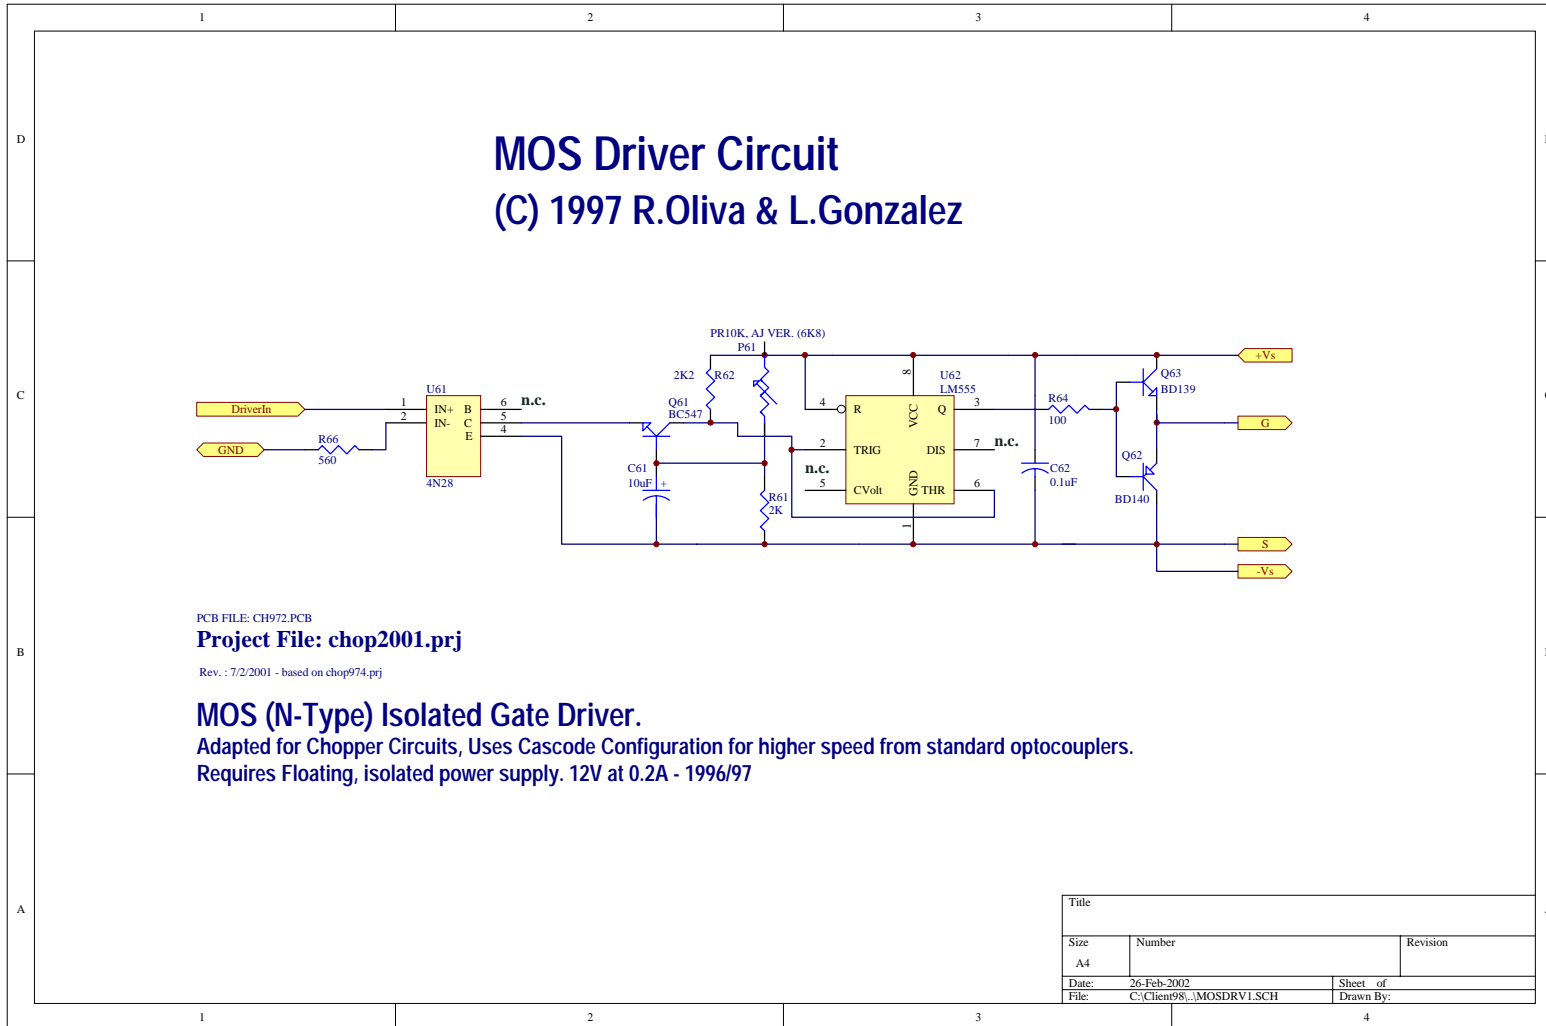 1 2 3 4
D
MOS Driver Circuit
(C) 1997 R.Oliva & L.Gonzalez
C
PR10K, AJ VER. (6K8)
P61
2K2 R62
Q61
BC547
U61
DriverIn
1 IN+ B 6 n.c.
2 IN- C 5
E 4
4N28
GND
R66
560
C61
10uF +
R61
2K
U62
LM555
8
VCC
4 R Q 3
2 TRIG DIS 7 n.c.
n.c.
5 CVolt THR 6
GND
1
R64
100
C62
0.1uF
Q63
BD139
Q62
BD140
+Vs
G
S
-Vs
B
PCB FILE: CH972.PCB
Project File: chop2001.prj
Rev. : 7/2/2001 - based on chop974.prj
MOS (N-Type) Isolated Gate Driver.
Adapted for Chopper Circuits, Uses Cascode Configuration for higher speed from standard optocouplers.
Requires Floating, isolated power supply. 12V at 0.2A - 1996/97
A
Title
Size Number Revision
A4
Date: 26-Feb-2002 Sheet of
File: C:\Client98\..\MOSDRV1.SCH Drawn By:
1 2 3 4